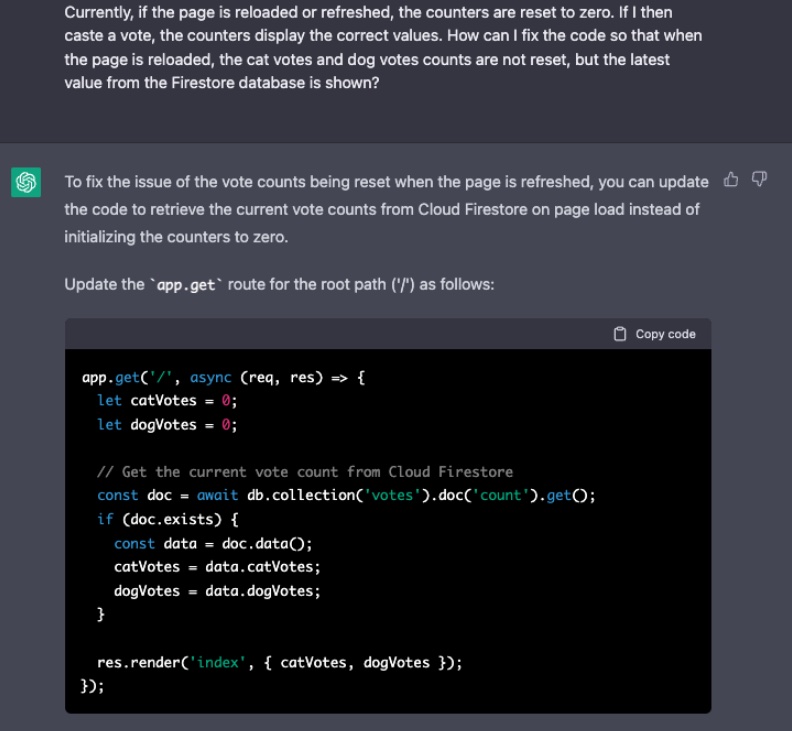 Currently, if the page is reloaded or refreshed, the counters are reset to zero. If I then
caste a vote, the counters display the correct values. How can I fix the code so that when
the page is reloaded, the cat votes and dog votes counts are not reset, but the latest
value from the Firestore database is shown?
To fix the issue of the vote counts being reset when the page is refreshed, you can update
the code to retrieve the current vote counts from Cloud Firestore on page load instead of
initializing the counters to zero.
Update the `app.get` route for the root path ('/') as follows:
Copy code
app.get('/', async (req, res) => {
  let catVotes = 0;
  let dogVotes = 0;
  // Get the current vote count from Cloud Firestore
  const doc = await db.collection('votes').doc('count').get();
  if (doc.exists) {
    const data = doc.data();
    catVotes = data.catVotes;
    dogVotes = data.dogVotes;
  }
  res.render('index', { catVotes, dogVotes });
});